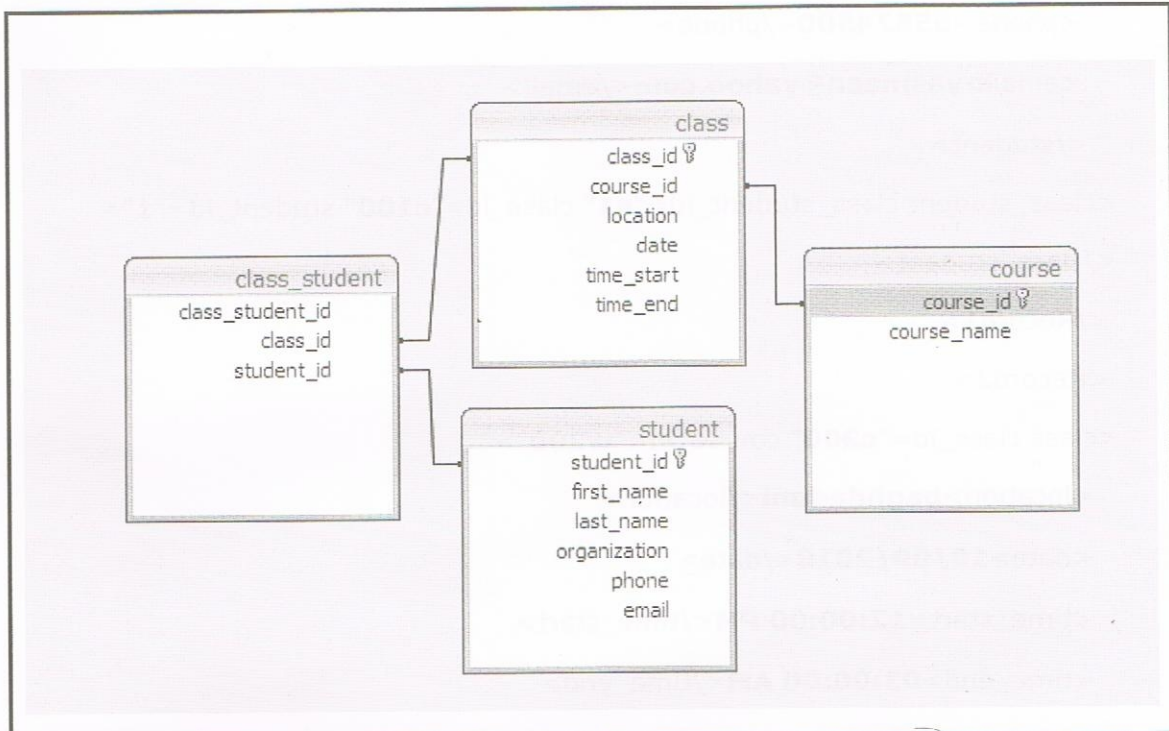 class
class_id
course_id
location
date
time_start
time_end
class_student
class_student_id
class_id
student_id
course
course_id
course_name
student
student_id
first_name
last_name
organization
phone
email